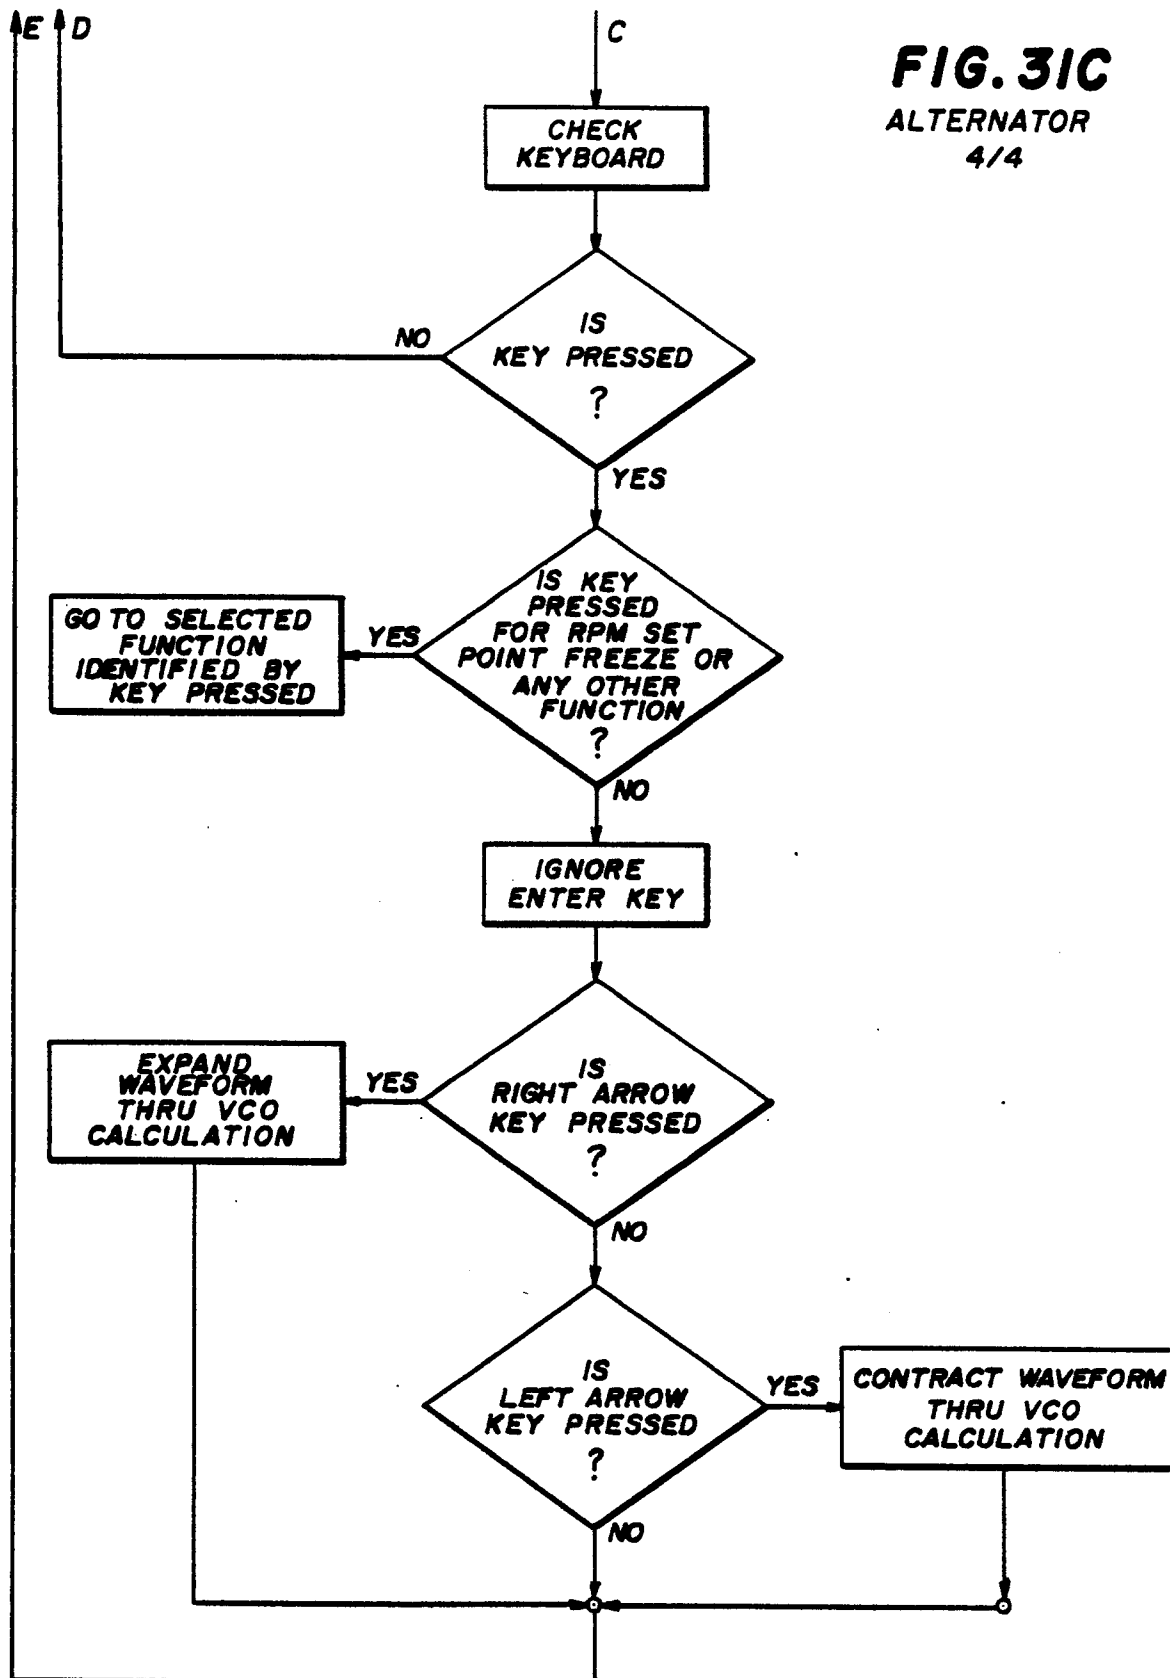 E D
C
FIG. 31C
ALTERNATOR
4/4
CHECK
KEYBOARD
NO
IS
KEY PRESSED
?
YES
IS KEY
PRESSED
FOR RPM SET
POINT FREEZE OR
ANY OTHER
FUNCTION
?
YES
GO TO SELECTED
FUNCTION
IDENTIFIED BY
KEY PRESSED
NO
IGNORE
ENTER KEY
IS
RIGHT ARROW
KEY PRESSED
?
YES
EXPAND
WAVEFORM
THRU VCO
CALCULATION
NO
IS
LEFT ARROW
KEY PRESSED
?
YES
CONTRACT WAVEFORM
THRU VCO
CALCULATION
NO